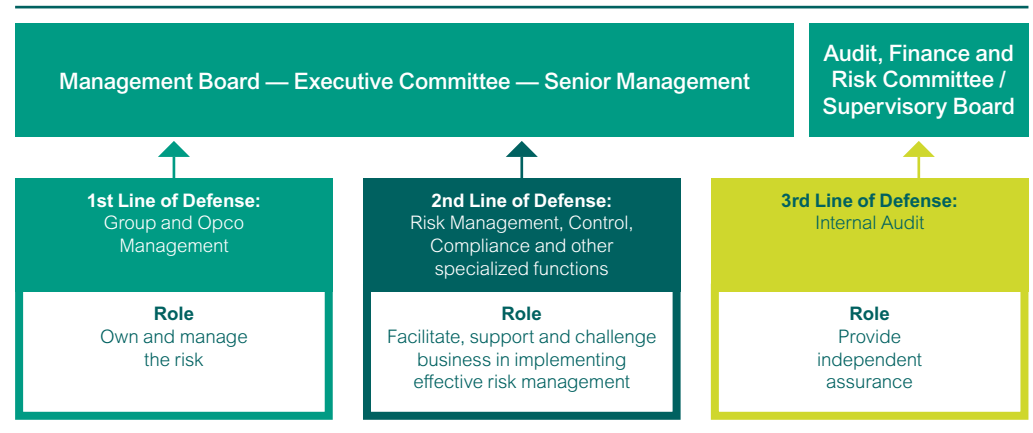 Management Board — Executive Committee — Senior Management
Audit, Finance and
Risk Committee /
Supervisory Board
1st Line of Defense:
Group and Opco
Management
Role
Own and manage
the risk
2nd Line of Defense:
Risk Management, Control,
Compliance and other
specialized functions
Role
Facilitate, support and challenge
business in implementing
effective risk management
3rd Line of Defense:
Internal Audit
Role
Provide
independent
assurance